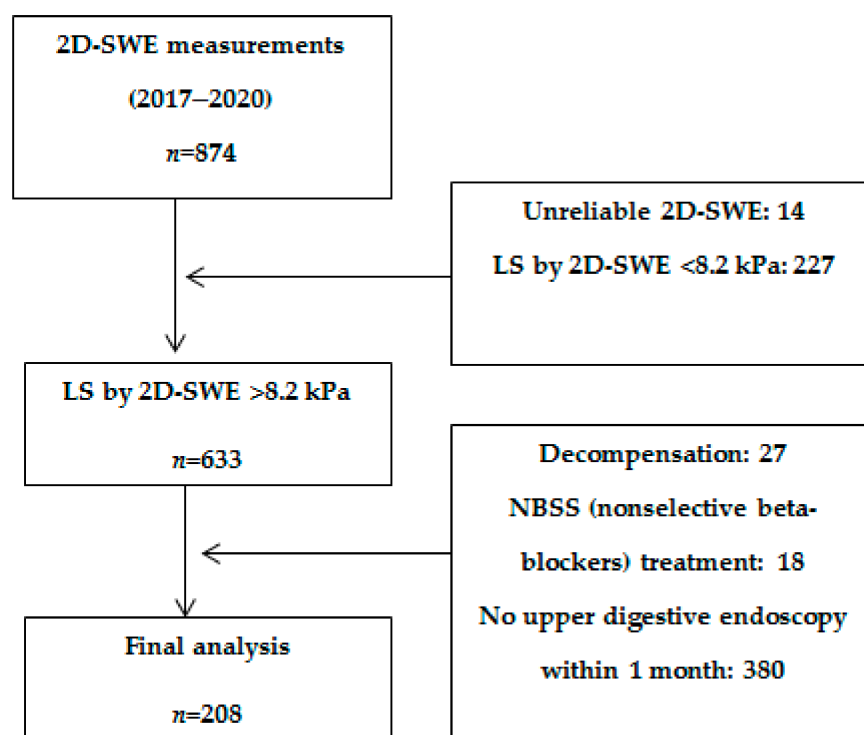 2D-SWE measurements
(2017–2020)
n=874
Unreliable 2D-SWE: 14
LS by 2D-SWE <8.2 kPa: 227
LS by 2D-SWE >8.2 kPa
n=633
Decompensation: 27
NBSS (nonselective beta-
blockers) treatment: 18
No upper digestive endoscopy
within 1 month: 380
Final analysis
n=208